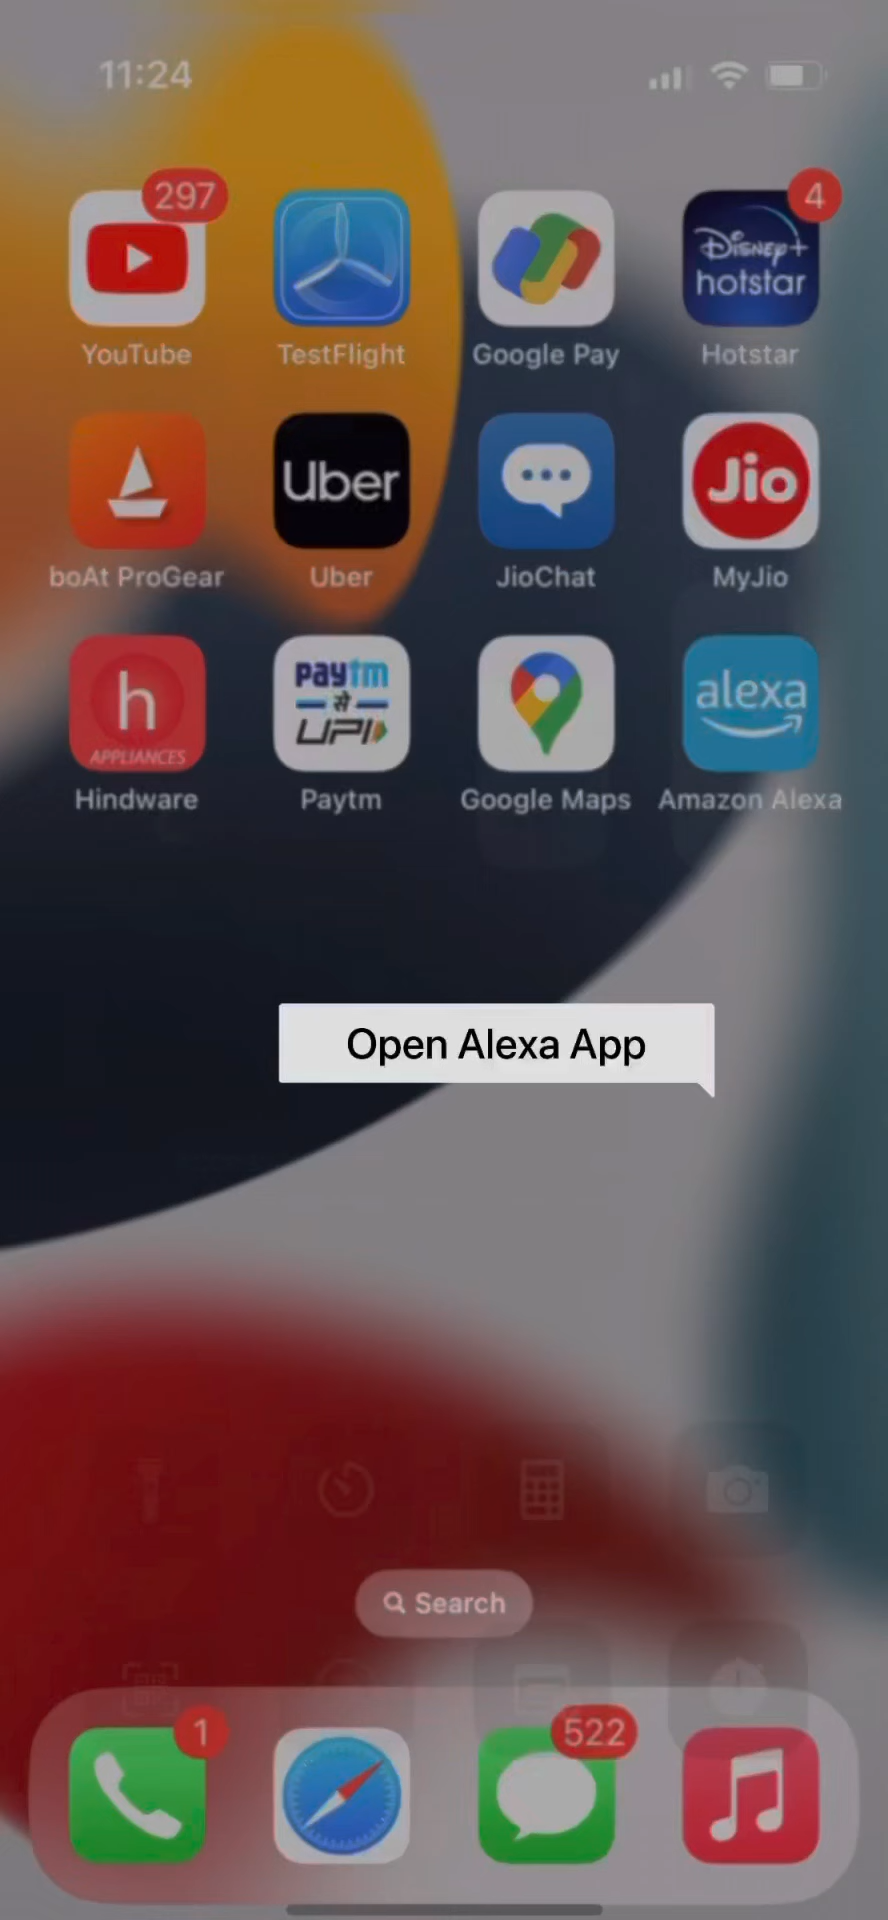 11:24
297
4
Disney+
hotstar
YouTube
TestFlight
Google Pay
Hotstar
Uber
Jio
boAt ProGear
Uber
JioChat
MyJio
h
APPLIANCES
paytm
से
UPI
alexa
Hindware
Paytm
Google Maps
Amazon Alexa
Open Alexa App
Search
1
522